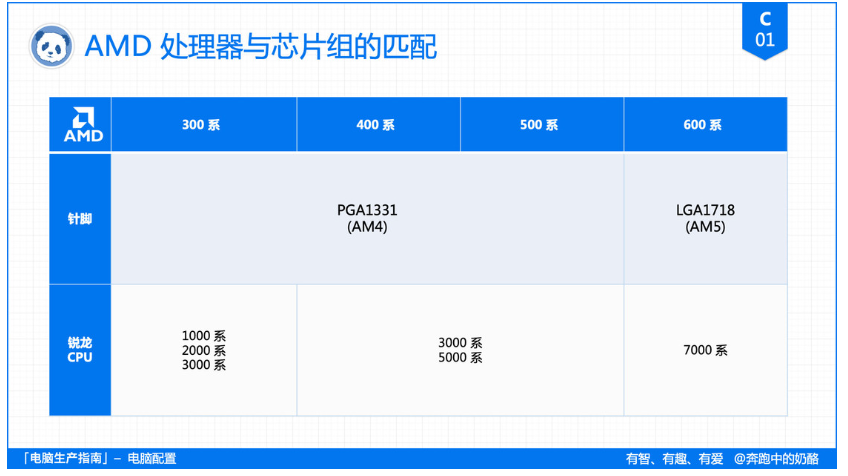 AMD 处理器与芯片组的匹配
C
01
AMD
300 系
400 系
500 系
600 系
针脚
PGA1331
(AM4)
LGA1718
(AM5)
锐龙
CPU
1000 系
2000 系
3000 系
3000 系
5000 系
7000 系
「电脑生产指南」– 电脑配置
有智、有趣、有爱 @奔跑中的奶酪